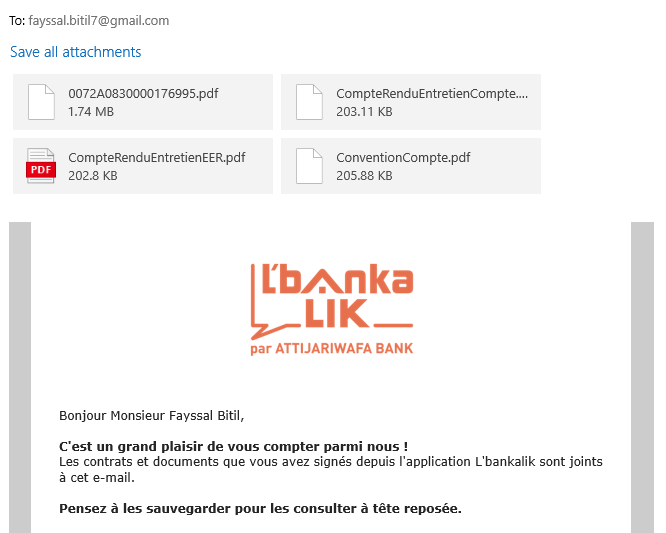 To: fayssal.bitil7@gmail.com
Save all attachments
0072A0830000176995.pdf
1.74 MB
CompteRenduEntretienCompte....
203.11 KB
PDF
CompteRenduEntretienEER.pdf
202.8 KB
ConventionCompte.pdf
205.88 KB
L'banka
LIK
par ATTIJARIWAFA BANK
Bonjour Monsieur Fayssal Bitil,
C'est un grand plaisir de vous compter parmi nous !
Les contrats et documents que vous avez signés depuis l'application L'bankalik sont joints
à cet e-mail.
Pensez à les sauvegarder pour les consulter à tête reposée.